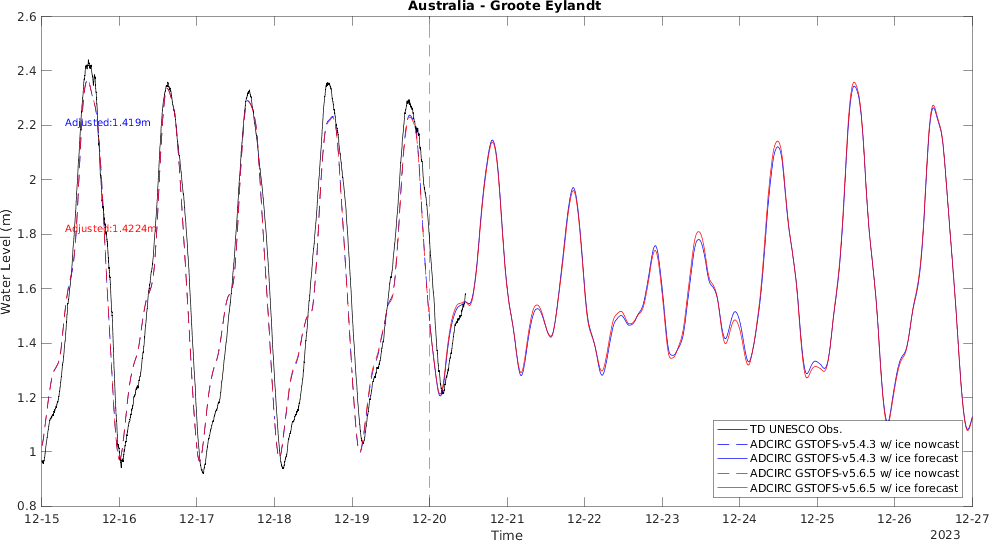 Australia - Groote Eylandt
2.6
2.4
2.2
2
1.8
1.6
1.4
1.2
1
0.8
Water Level (m)
Adjusted:1.419m
Adjusted:1.4224m
TD UNESCO Obs.
ADCIRC GSTOFS-v5.4.3 w/ ice nowcast
ADCIRC GSTOFS-v5.4.3 w/ ice forecast
ADCIRC GSTOFS-v5.6.5 w/ ice nowcast
ADCIRC GSTOFS-v5.6.5 w/ ice forecast
12-15 12-16 12-17 12-18 12-19 12-20 12-21 12-22 12-23 12-24 12-25 12-26 12-27
Time
2023